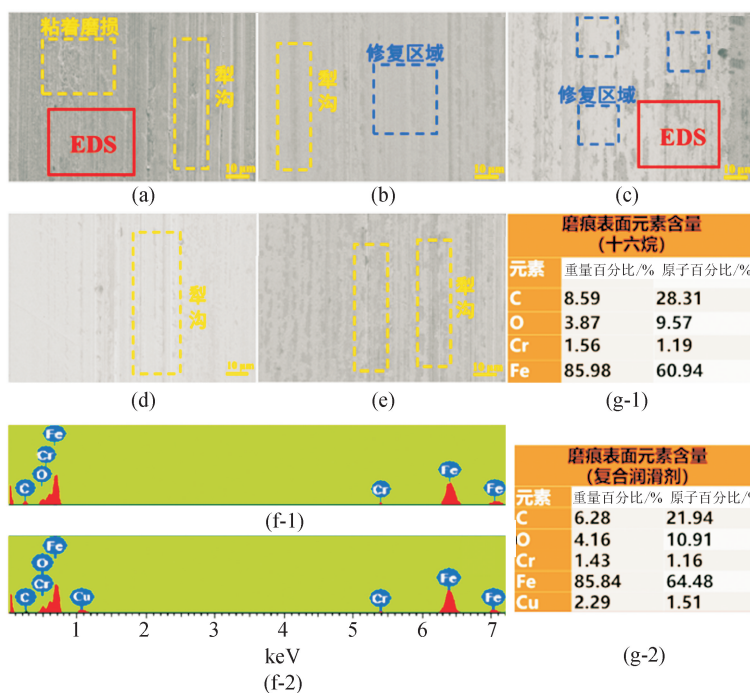 粘着磨损
犁沟
EDS
10 μm
(a)
修复区域
犁沟
10 μm
(b)
修复区域
EDS
10 μm
(c)
犁沟
10 μm
(d)
犁沟
10 μm
(e)
磨痕表面元素含量
(十六烷)
元素 重量百分比/% 原子百分比/%
C 8.59 28.31
O 3.87 9.57
Cr 1.56 1.19
Fe 85.98 60.94
(g-1)
Fe
Cr
O
C
Cr
Fe
Fe
(f-1)
Fe
O
Cr
C
Cu
Cr
Fe
Fe
1 2 3 4 5 6 7
keV
(f-2)
磨痕表面元素含量
(复合润滑剂)
元素 重量百分比/% 原子百分比/%
C 6.28 21.94
O 4.16 10.91
Cr 1.43 1.16
Fe 85.84 64.48
Cu 2.29 1.51
(g-2)